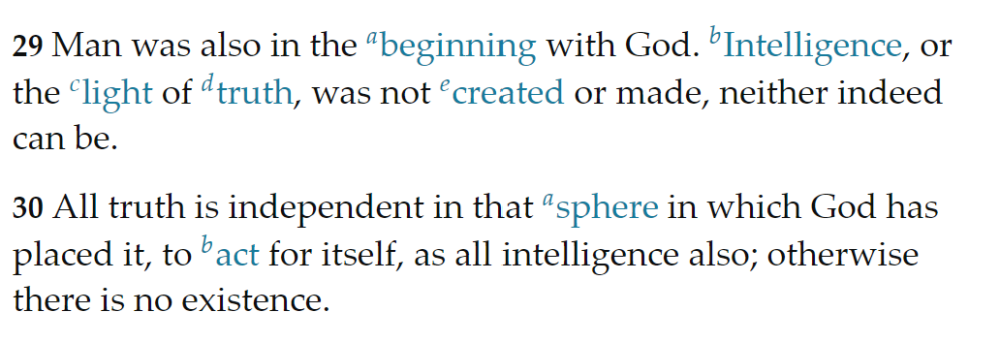 29 Man was also in the ᵃbeginning with God. ᵇIntelligence, or
the ᶜlight of ᵈtruth, was not ᵉcreated or made, neither indeed
can be.
30 All truth is independent in that ᵃsphere in which God has
placed it, to ᵇact for itself, as all intelligence also; otherwise
there is no existence.